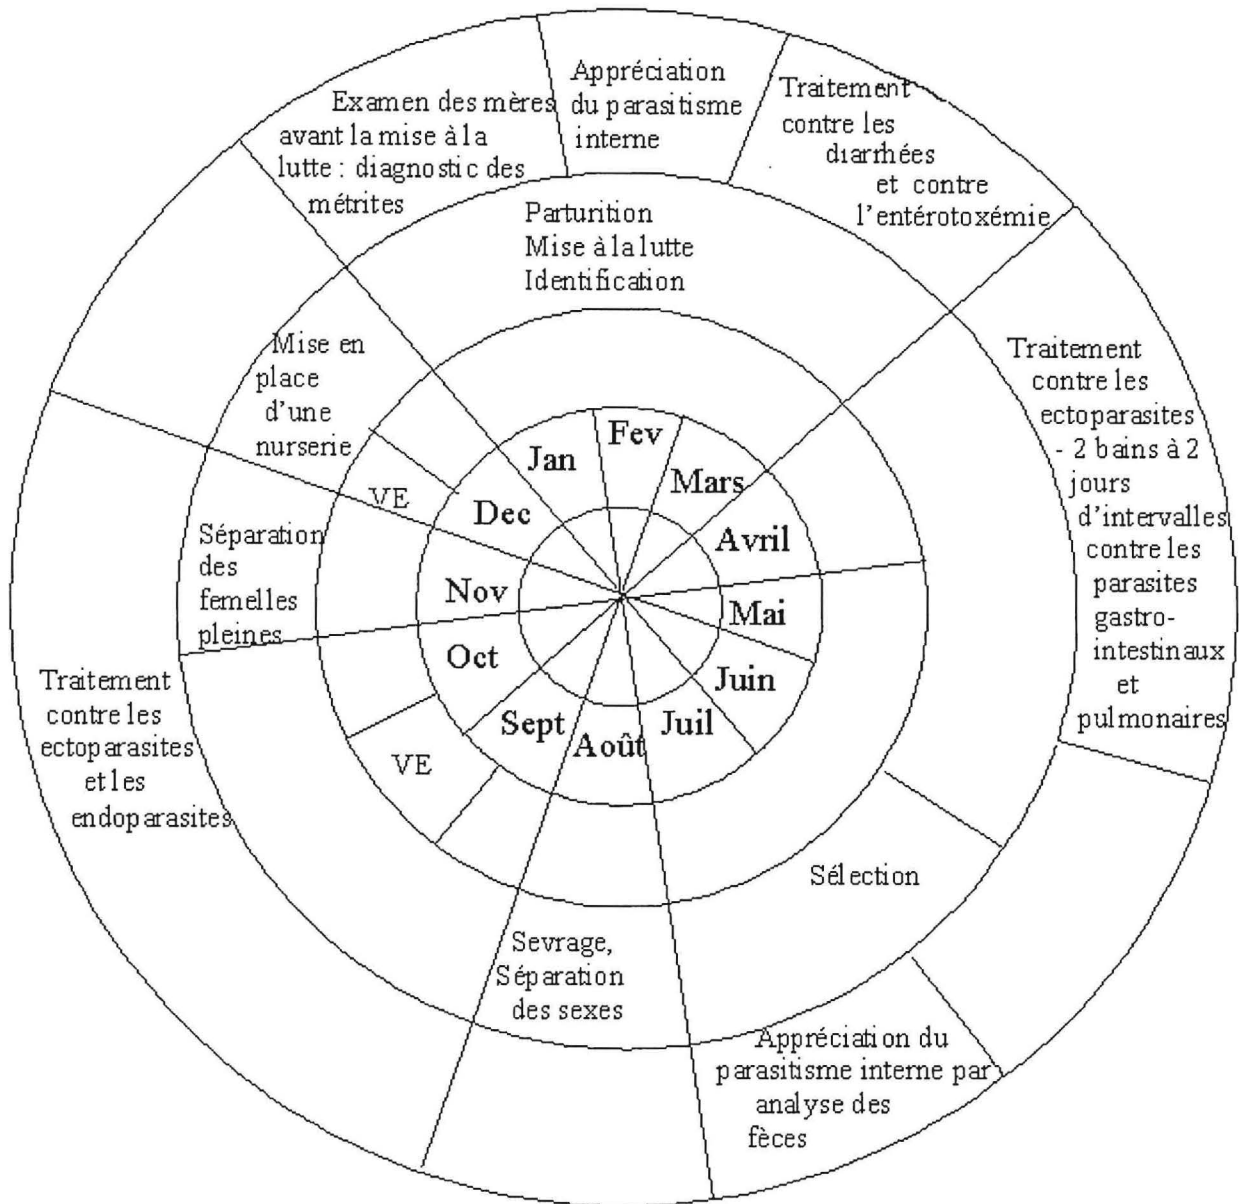 Examen des mères
avant la mise à la
lutte : diagnostic des
métrites
Appréciation
du parasitisme
interne
Traitement
contre les
diarrhées
et contre
l'entérotoxémie
Parturition
Mise à la lutte
Identification
Mise en
place
d'une
nurserie
Traitement
contre les
ectoparasites
- 2 bains à 2
jours
d'intervalles
contre les
parasites
gastro-
intestinaux
et
pulmonaires
Jan
Fev
Mars
Avril
Mai
Juin
Juil
Août
Sept
Oct
Nov
Dec
VE
VE
Séparation
des
femelles
pleines
Traitement
contre les
ectoparasites
et les
endoparasites
Sélection
Sevrage,
Séparation
des sexes
Appréciation du
parasitisme interne par
analyse des
fèces